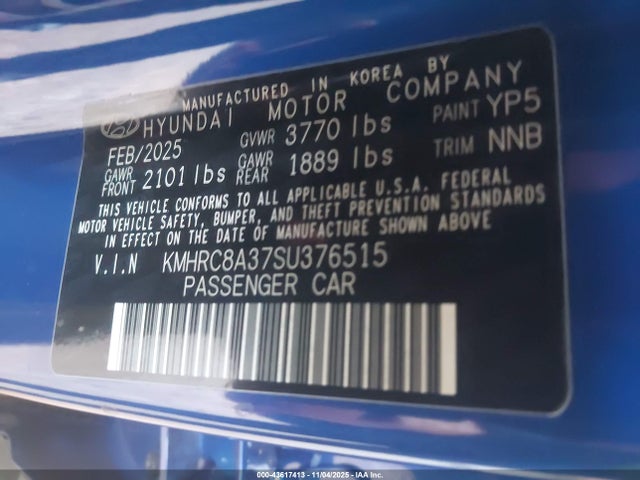 MANUFACTURED IN KOREA BY
HYUNDAI MOTOR COMPANY
FEB/2025 GVWR 3770 lbs PAINT YP5
GAWR FRONT 2101 lbs GAWR REAR 1889 lbs TRIM NNB
THIS VEHICLE CONFORMS TO ALL APPLICABLE U.S.A. FEDERAL
MOTOR VEHICLE SAFETY, BUMPER, AND THEFT PREVENTION STANDARDS
IN EFFECT ON THE DATE OF MANUFACTURE SHOWN ABOVE
V.I.N KMHRC8A37SU376515
PASSENGER CAR
000-43617413 - 11/04/2025 - IAA Inc.